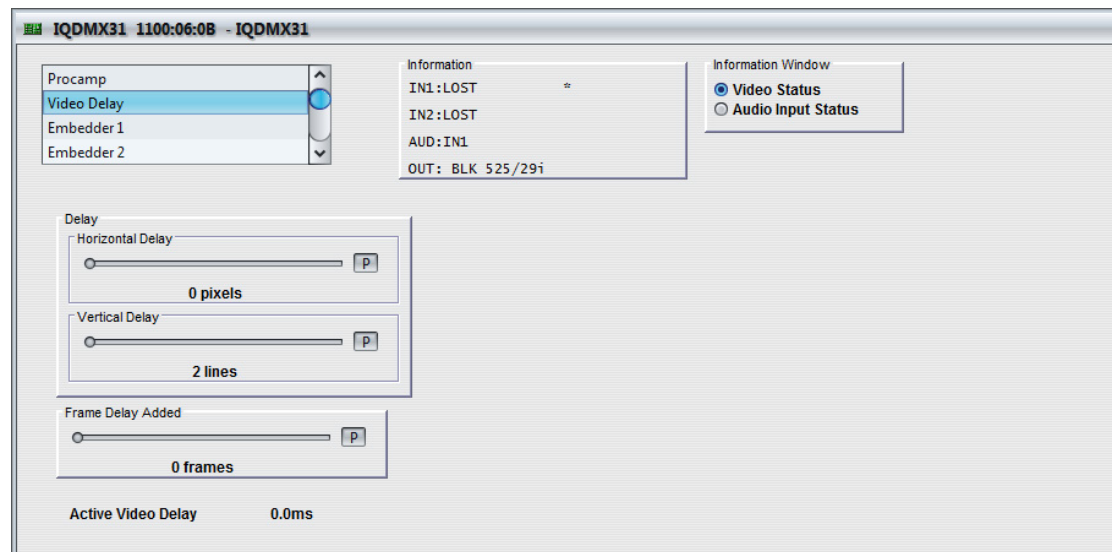 IQDMX31 1100:06:0B - IQDMX31
Procamp
Video Delay
Embedder 1
Embedder 2
Information
IN1:LOST *
IN2:LOST
AUD:IN1
OUT: BLK 525/29i
Information Window
Video Status
Audio Input Status
Delay
Horizontal Delay
P
0 pixels
Vertical Delay
P
2 lines
Frame Delay Added
P
0 frames
Active Video Delay 0.0ms